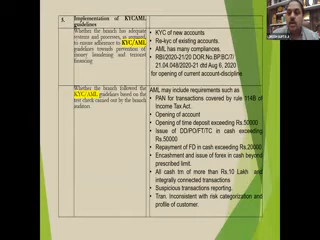 3.
Implementation of KYC/AML
guidelines
Whether the branch has adequate
systems and processes, as required,
to ensure adherence to KYC/AML
guidelines towards prevention of
money laundering and terrorist
funding
• KYC of new accounts
• Re-kyc of existing accounts.
• AML has many compliances.
• RBI/2020-21/20 DOR.No.BP.BC/7/
21.04.048/2020-21 dtd Aug 6, 2020
for opening of current account-discipline
Whether the branch followed the
KYC/AML guidelines based on the
test check caused out by the branch
auditors
AML may include requirements such as
• PAN for transactions covered by rule 114B of
Income Tax Act.
• Opening of account
• Opening of time deposit exceeding Rs.50000
• Issue of DD/PO/FT/TC in cash exceeding
Rs.50000
• Repayment of FD in cash exceeding Rs.20000
• Encashment and issue of forex in cash beyond
prescribed limit.
• All cash trn of more than Rs.10 Lakh and
integrally connected transactions
• Suspicious transactions reporting.
• Tran. Inconsistent with risk categorization and
profile of customer.